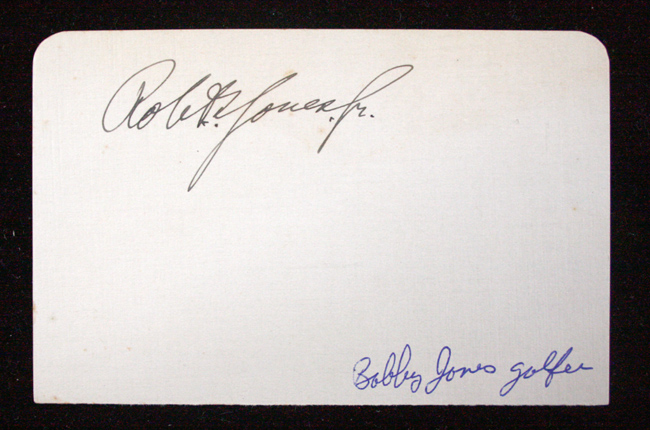 Robt. T. Jones, Jr.
Bobby Jones golfer